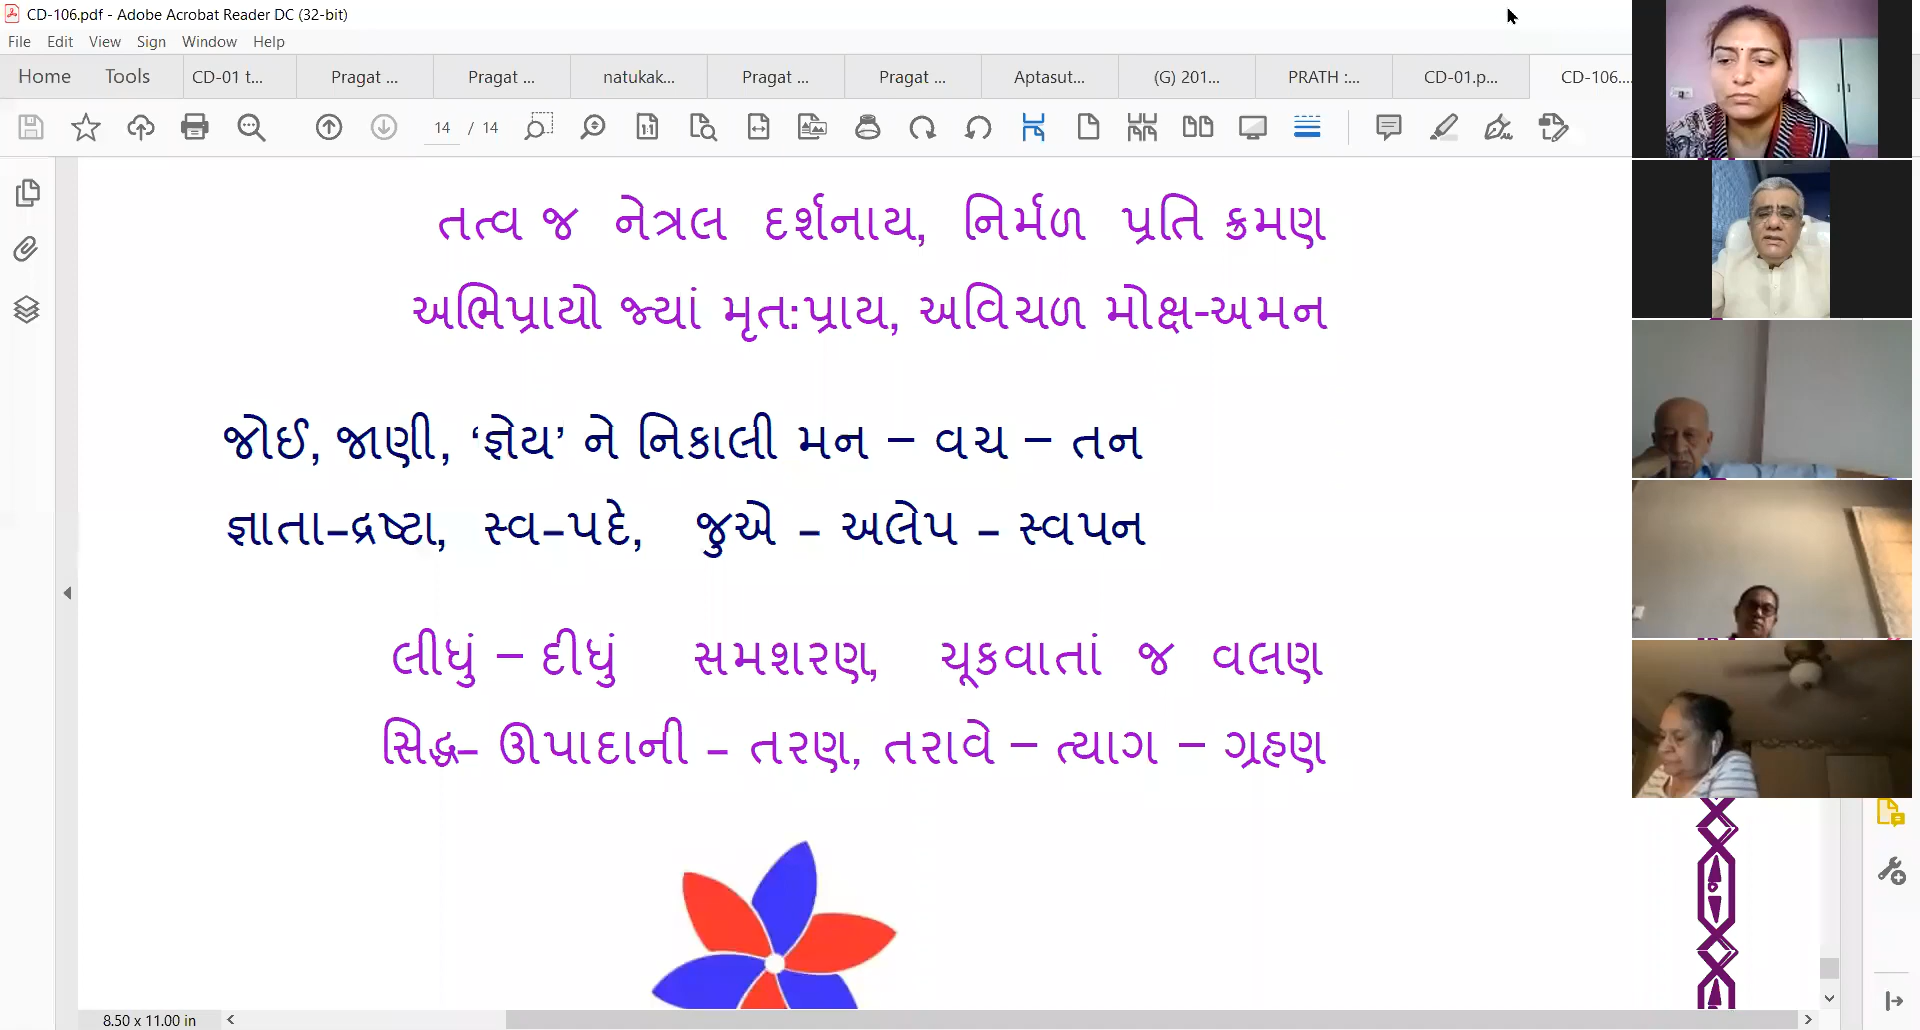 CD-106.pdf - Adobe Acrobat Reader DC (32-bit)
File Edit View Sign Window Help
Home Tools CD-01 t... Pragat ... Pragat ... natukak... Pragat ... Pragat ... Aptasut... (G) 201... PRATH :... CD-01.p... CD-106....
14 / 14
તત્વ જ નેત્રલ દર્શનાય, નિર્મળ પ્રતિ ક્રમણ
અભિપ્રાયો જ્યાં મૃત:પ્રાય, અવિચળ મોક્ષ-અમન
જોઈ, જાણી, ‘જ્ઞેય’ ને નિકાલી મન – વચ – તન
જ્ઞાતા–દ્રષ્ટા, સ્વ–પદે, જુએ – અલેપ – સ્વપન
લીધું – દીધું સમશરણ, ચૂકવાતાં જ વલણ
સિદ્ધ– ઊપાદાની – તરણ, તરાવે – ત્યાગ – ગ્રહણ
8.50 x 11.00 in